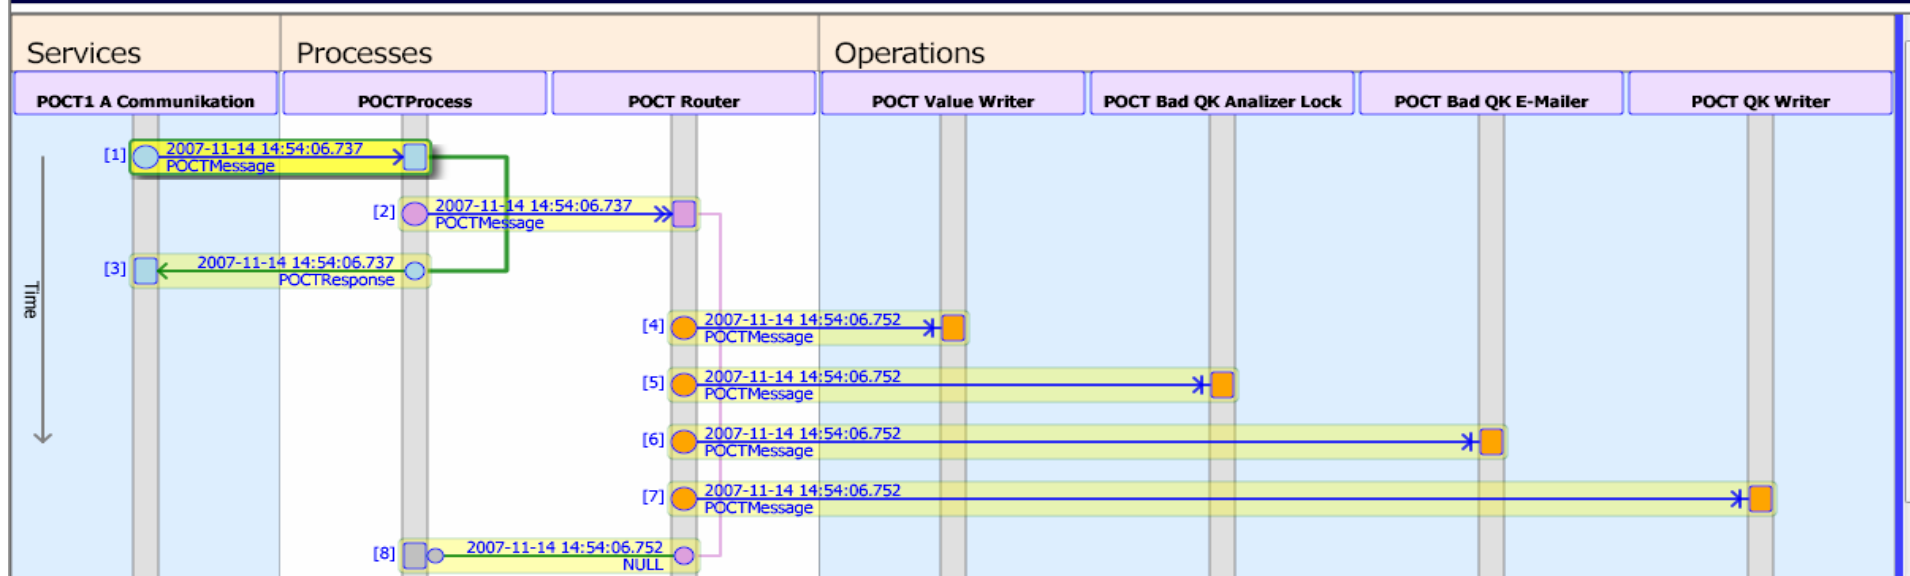 Services
Processes
Operations
POCT1 A Communikation
POCTProcess
POCT Router
POCT Value Writer
POCT Bad QK Analizer Lock
POCT Bad QK E-Mailer
POCT QK Writer
[1]
2007-11-14 14:54:06.737
POCTMessage
[2]
2007-11-14 14:54:06.737
POCTMessage
[3]
2007-11-14 14:54:06.737
POCTResponse
Time
[4]
2007-11-14 14:54:06.752
POCTMessage
[5]
2007-11-14 14:54:06.752
POCTMessage
[6]
2007-11-14 14:54:06.752
POCTMessage
[7]
2007-11-14 14:54:06.752
POCTMessage
[8]
2007-11-14 14:54:06.752
NULL